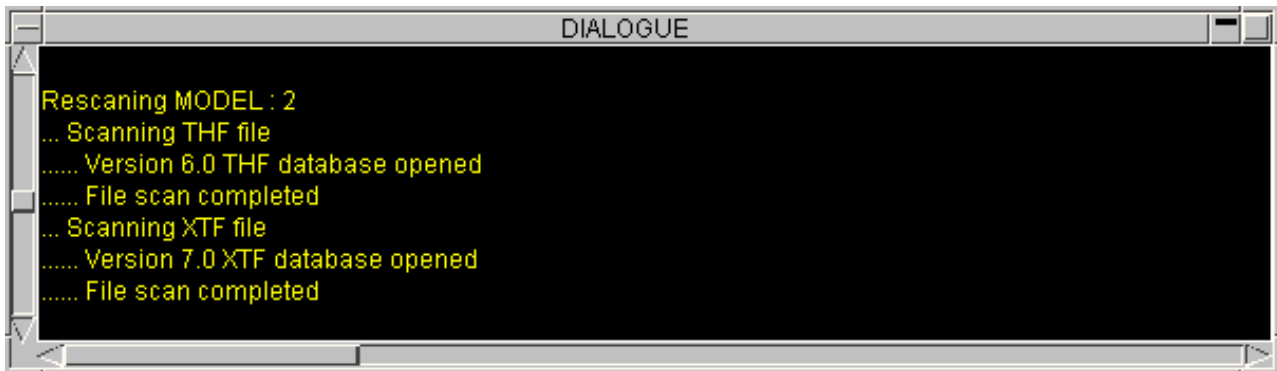 DIALOGUE
Rescaning MODEL : 2
... Scanning THF file
...... Version 6.0 THF database opened
...... File scan completed
... Scanning XTF file
...... Version 7.0 XTF database opened
...... File scan completed